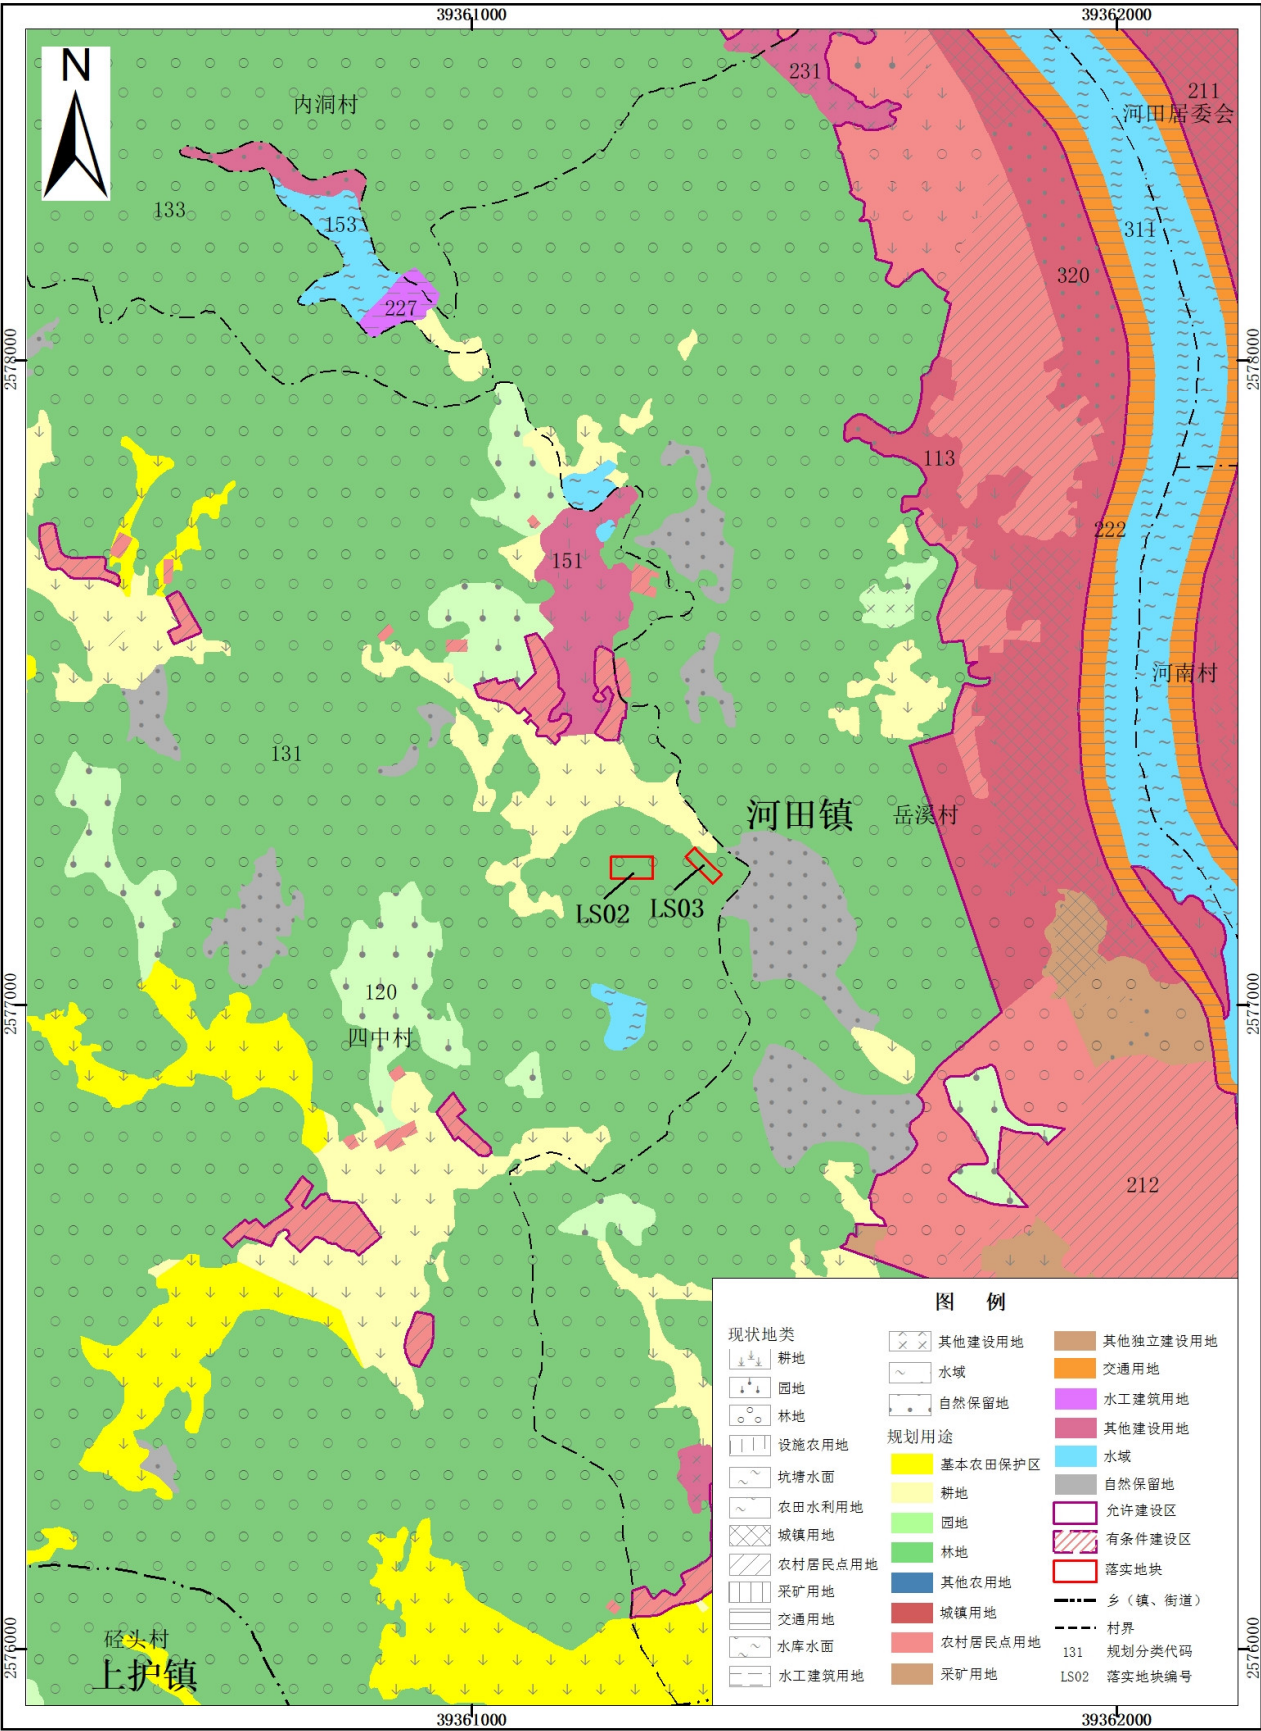 39361000
39362000
N
内洞村
231
211
河田居委会
133
153
311
320
227
2578000
2578000
113
222
151
河南村
131
河田镇
岳溪村
LS02
LS03
120
四中村
2577000
2577000
212
图 例
现状地类
耕地
园地
林地
设施农用地
坑塘水面
农田水利用地
城镇用地
农村居民点用地
采矿用地
交通用地
水库水面
水工建筑用地
其他建设用地
水域
自然保留地
规划用途
基本农田保护区
耕地
园地
林地
其他农用地
城镇用地
农村居民点用地
采矿用地
其他独立建设用地
交通用地
水工建筑用地
其他建设用地
水域
自然保留地
允许建设区
有条件建设区
落实地块
乡（镇、街道）
村界
131 规划分类代码
LS02 落实地块编号
2576000
2576000
硁头村
上护镇
39361000
39362000